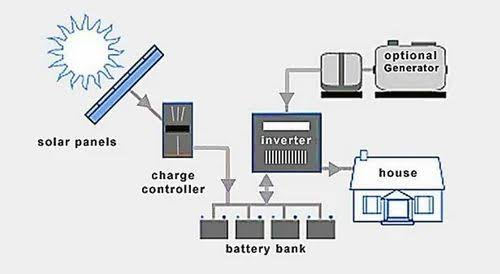 optional
Generator
solar panels
inverter
charge
controller
house
battery bank